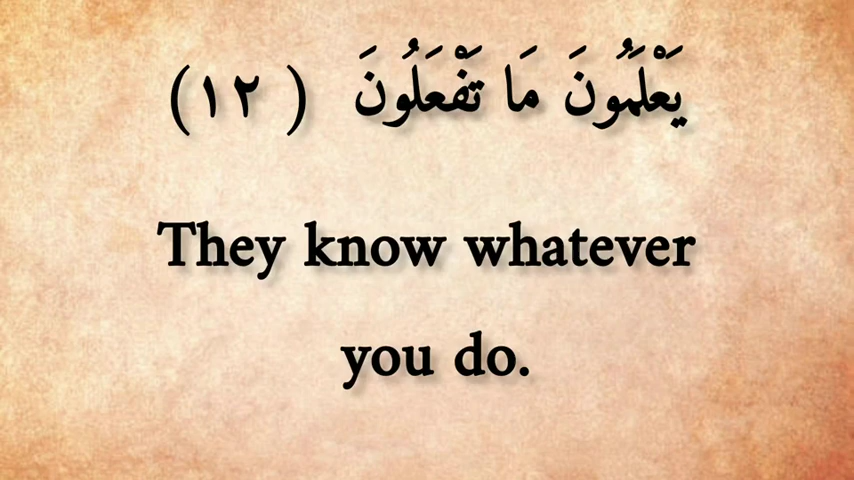 يَعْلَمُونَ مَا تَفْعَلُونَ (١٢)
They know whatever
you do.